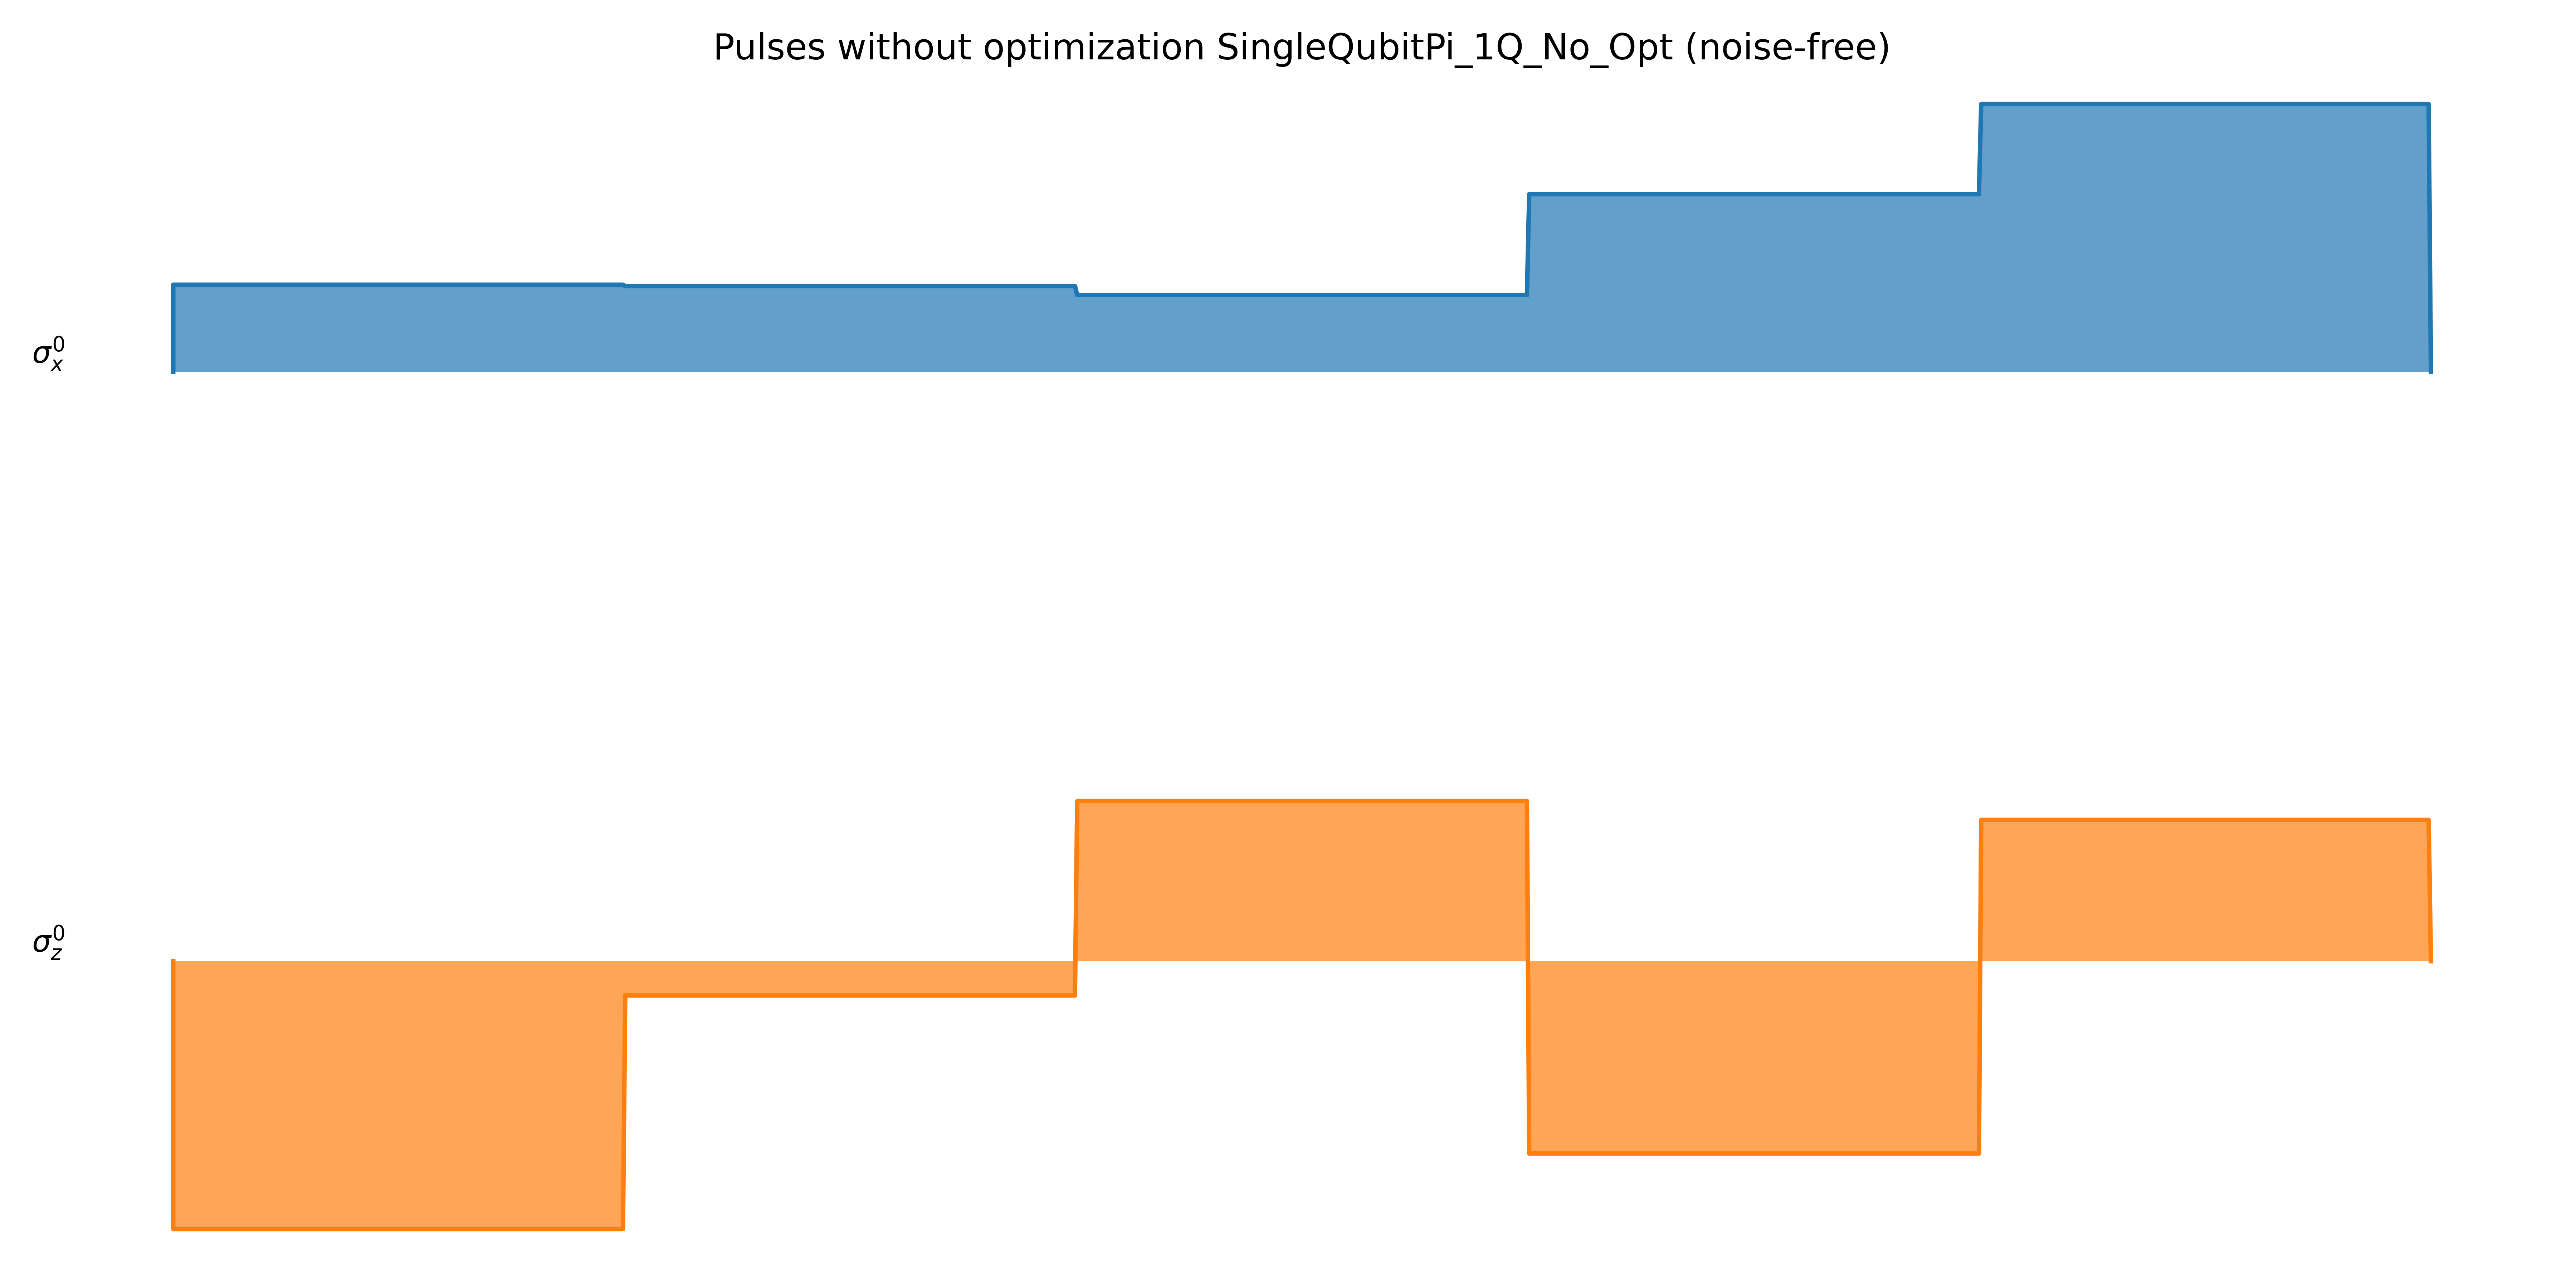 Pulses without optimization SingleQubitPi_1Q_No_Opt (noise-free)
σ_x^0
σ_z^0